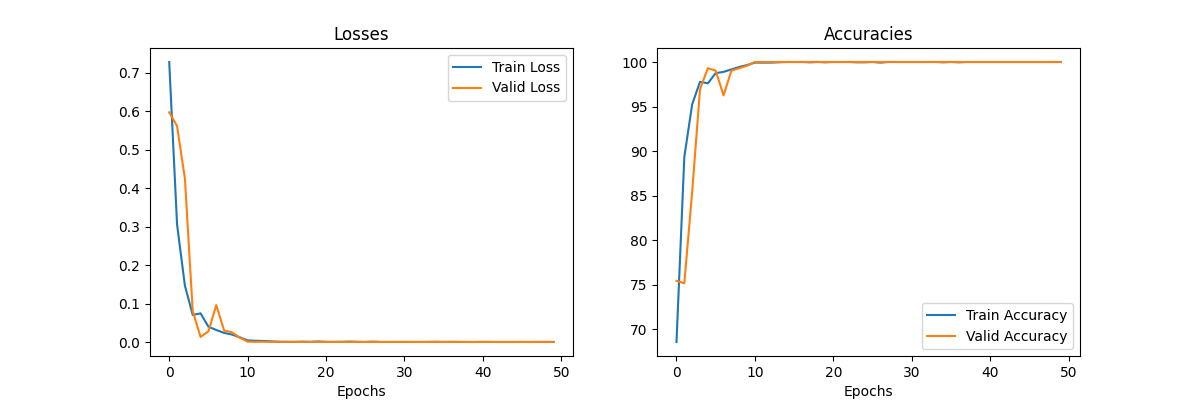 Losses
0.7
0.6
0.5
0.4
0.3
0.2
0.1
0.0
Train Loss
Valid Loss
0 10 20 30 40 50
Epochs
Accuracies
100
95
90
85
80
75
70
Train Accuracy
Valid Accuracy
0 10 20 30 40 50
Epochs